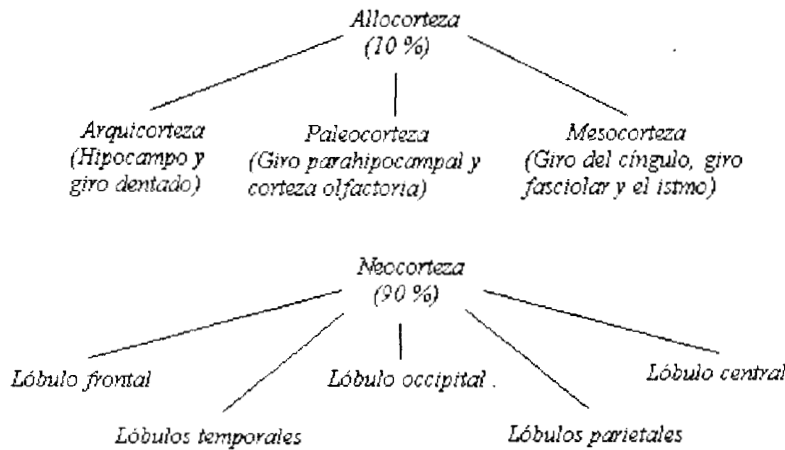 Allocorteza
(10 %)
Arquicorteza
(Hipocampo y
giro dentado)
Paleocorteza
(Giro parahipocampal y
corteza olfactoria)
Mesocorteza
(Giro del cíngulo, giro
fasciolar y el istmo)
Neocorteza
(90 %)
Lóbulo frontal
Lóbulo occipital .
Lóbulo central
Lóbulos temporales
Lóbulos parietales